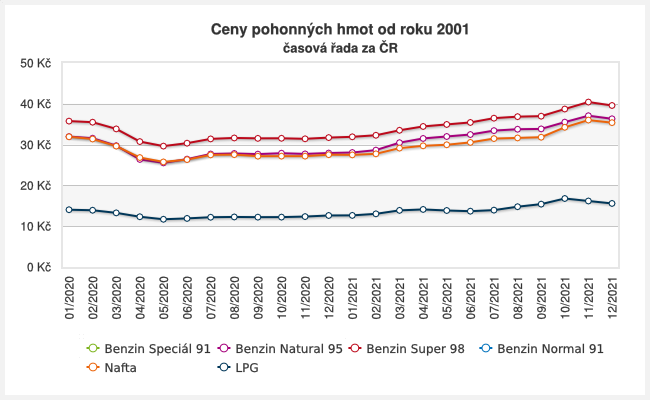 Ceny pohonných hmot od roku 2001
časová řada za ČR
50 Kč
40 Kč
30 Kč
20 Kč
10 Kč
0 Kč
01/2020 02/2020 03/2020 04/2020 05/2020 06/2020 07/2020 08/2020 09/2020 10/2020 11/2020 12/2020 01/2021 02/2021 03/2021 04/2021 05/2021 06/2021 07/2021 08/2021 09/2021 10/2021 11/2021 12/2021
Benzin Speciál 91 Benzin Natural 95 Benzin Super 98 Benzin Normal 91
Nafta LPG